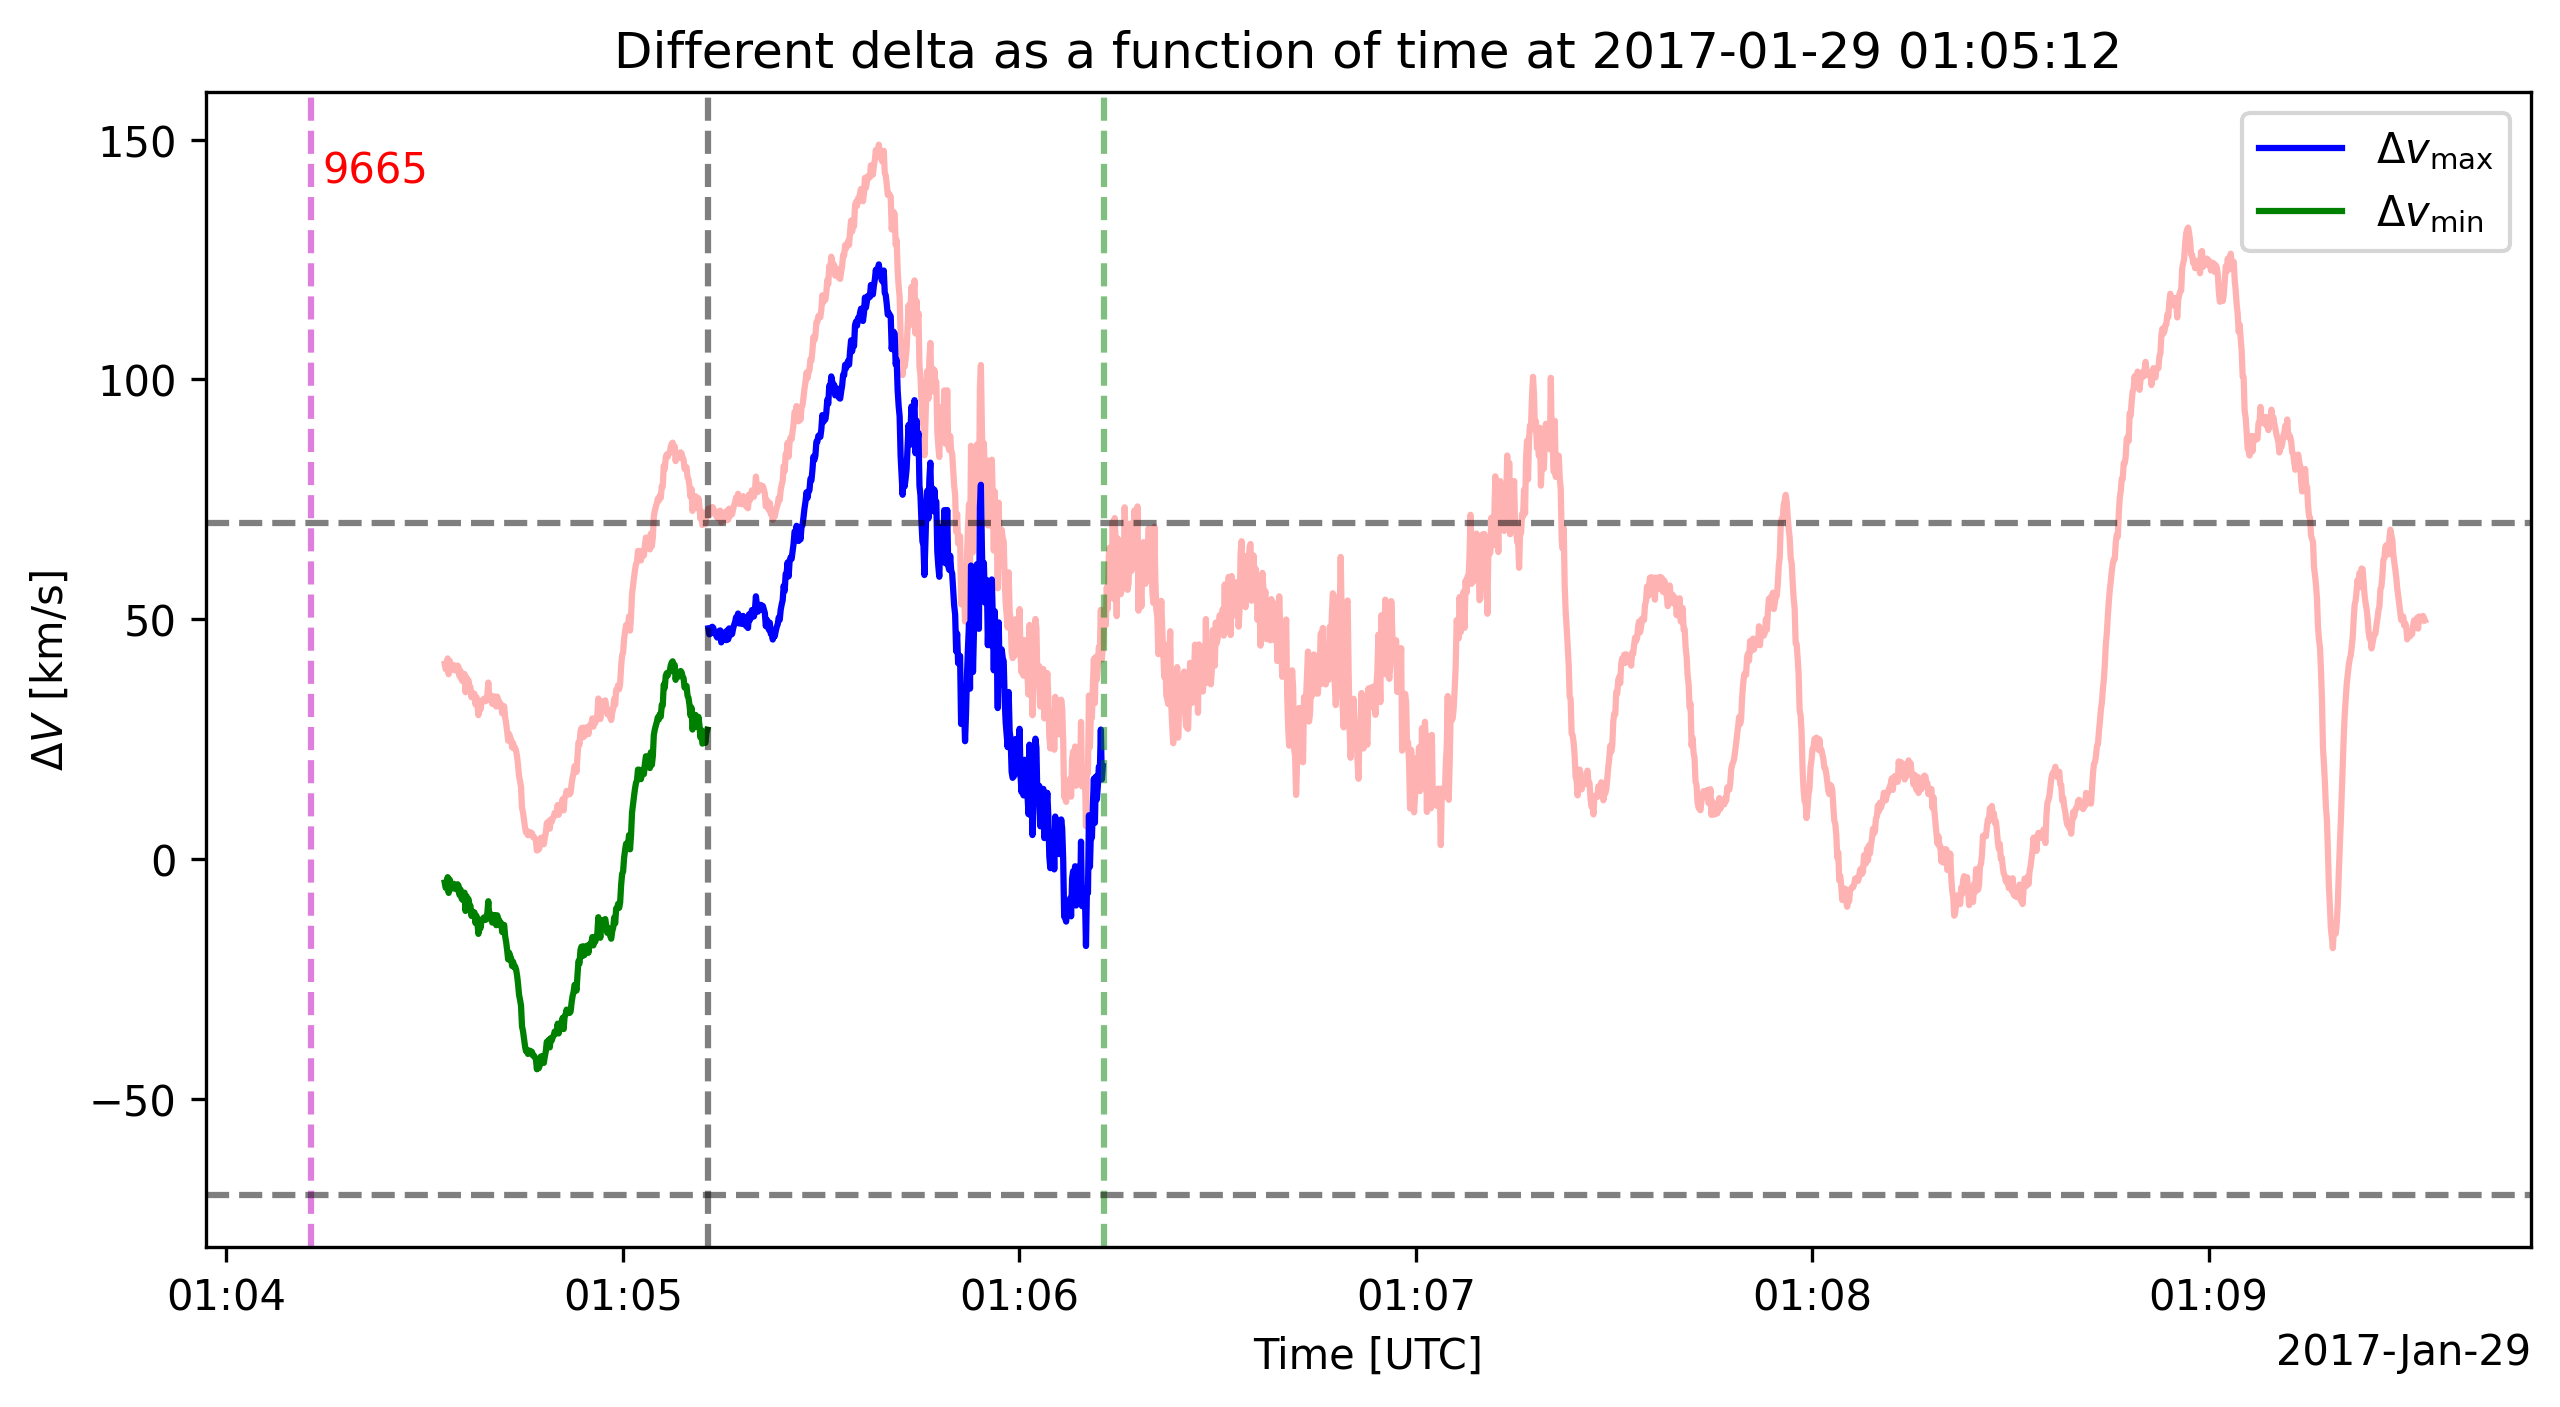 Different delta as a function of time at 2017-01-29 01:05:12
150
100
50
0
−50
ΔV [km/s]
9665
Δv_max
Δv_min
01:04 01:05 01:06 01:07 01:08 01:09
Time [UTC]
2017-Jan-29